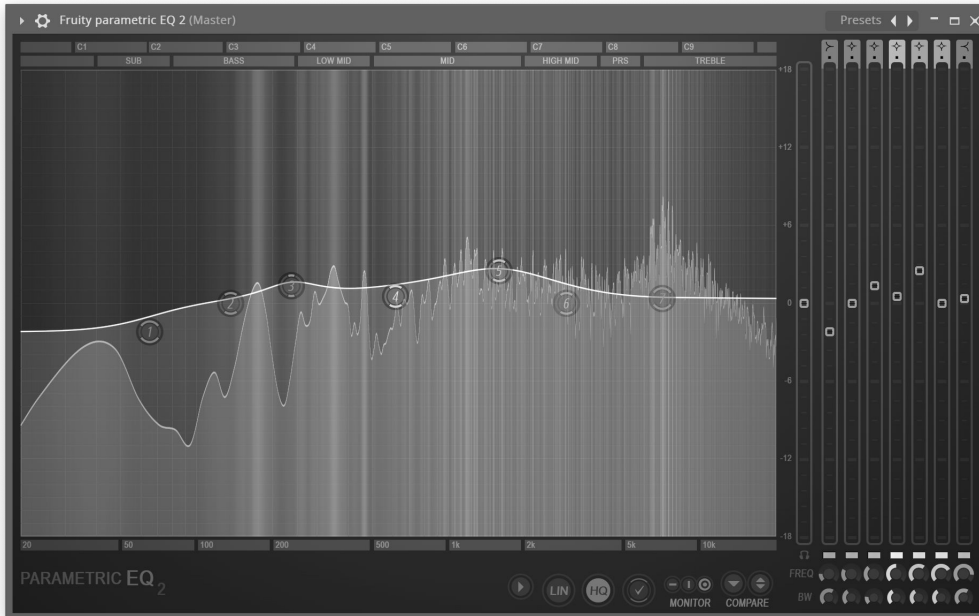 Fruity parametric EQ 2 (Master)
Presets
C1 C2 C3 C4 C5 C6 C7 C8 C9
SUB BASS LOW MID MID HIGH MID PRS TREBLE
+18
+12
+6
0
-6
-12
-18
1 2 3 4 5 6 7
20 50 100 200 500 1k 2k 5k 10k
PARAMETRIC EQ 2
LIN HQ
MONITOR COMPARE
FREQ
BW